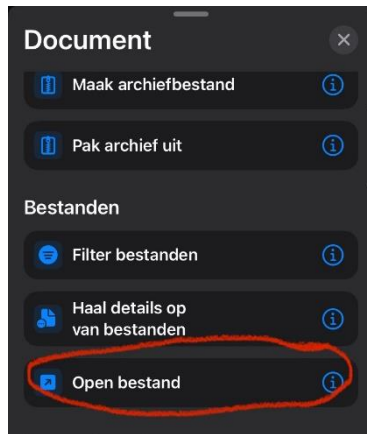 Document
Maak archiefbestand
Pak archief uit
Bestanden
Filter bestanden
Haal details op
van bestanden
Open bestand